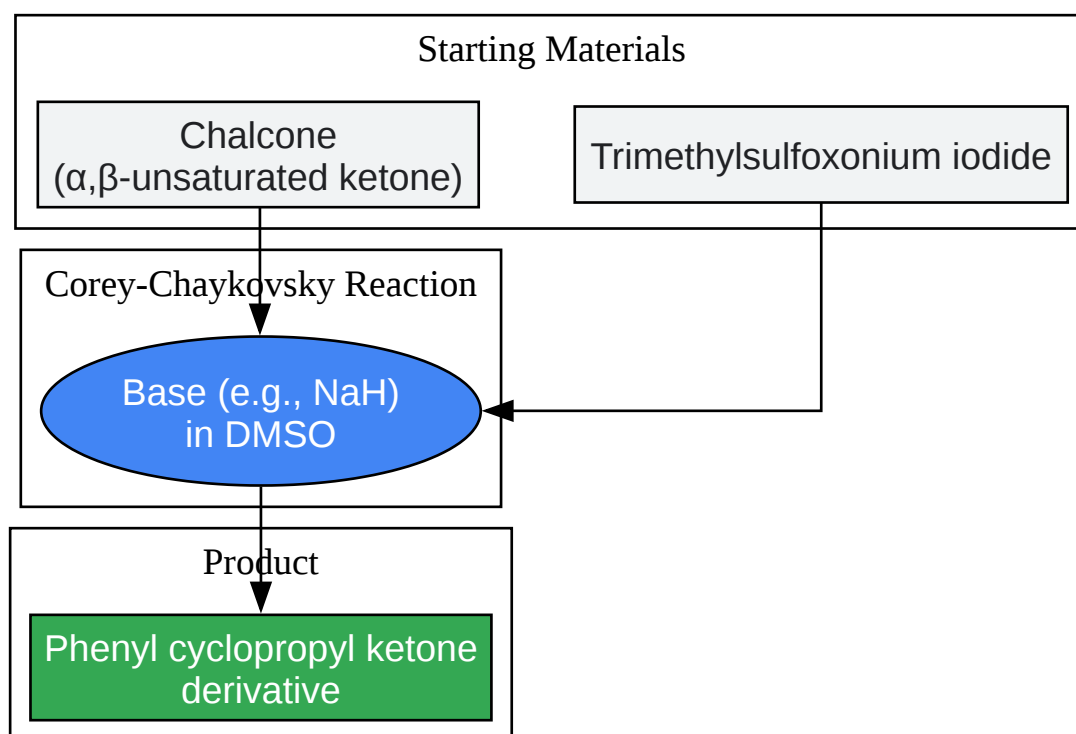 Starting Materials
Chalcone
(α,β-unsaturated ketone)
Trimethylsulfoxonium iodide
Corey-Chaykovsky Reaction
Base (e.g., NaH)
in DMSO
Product
Phenyl cyclopropyl ketone
derivative